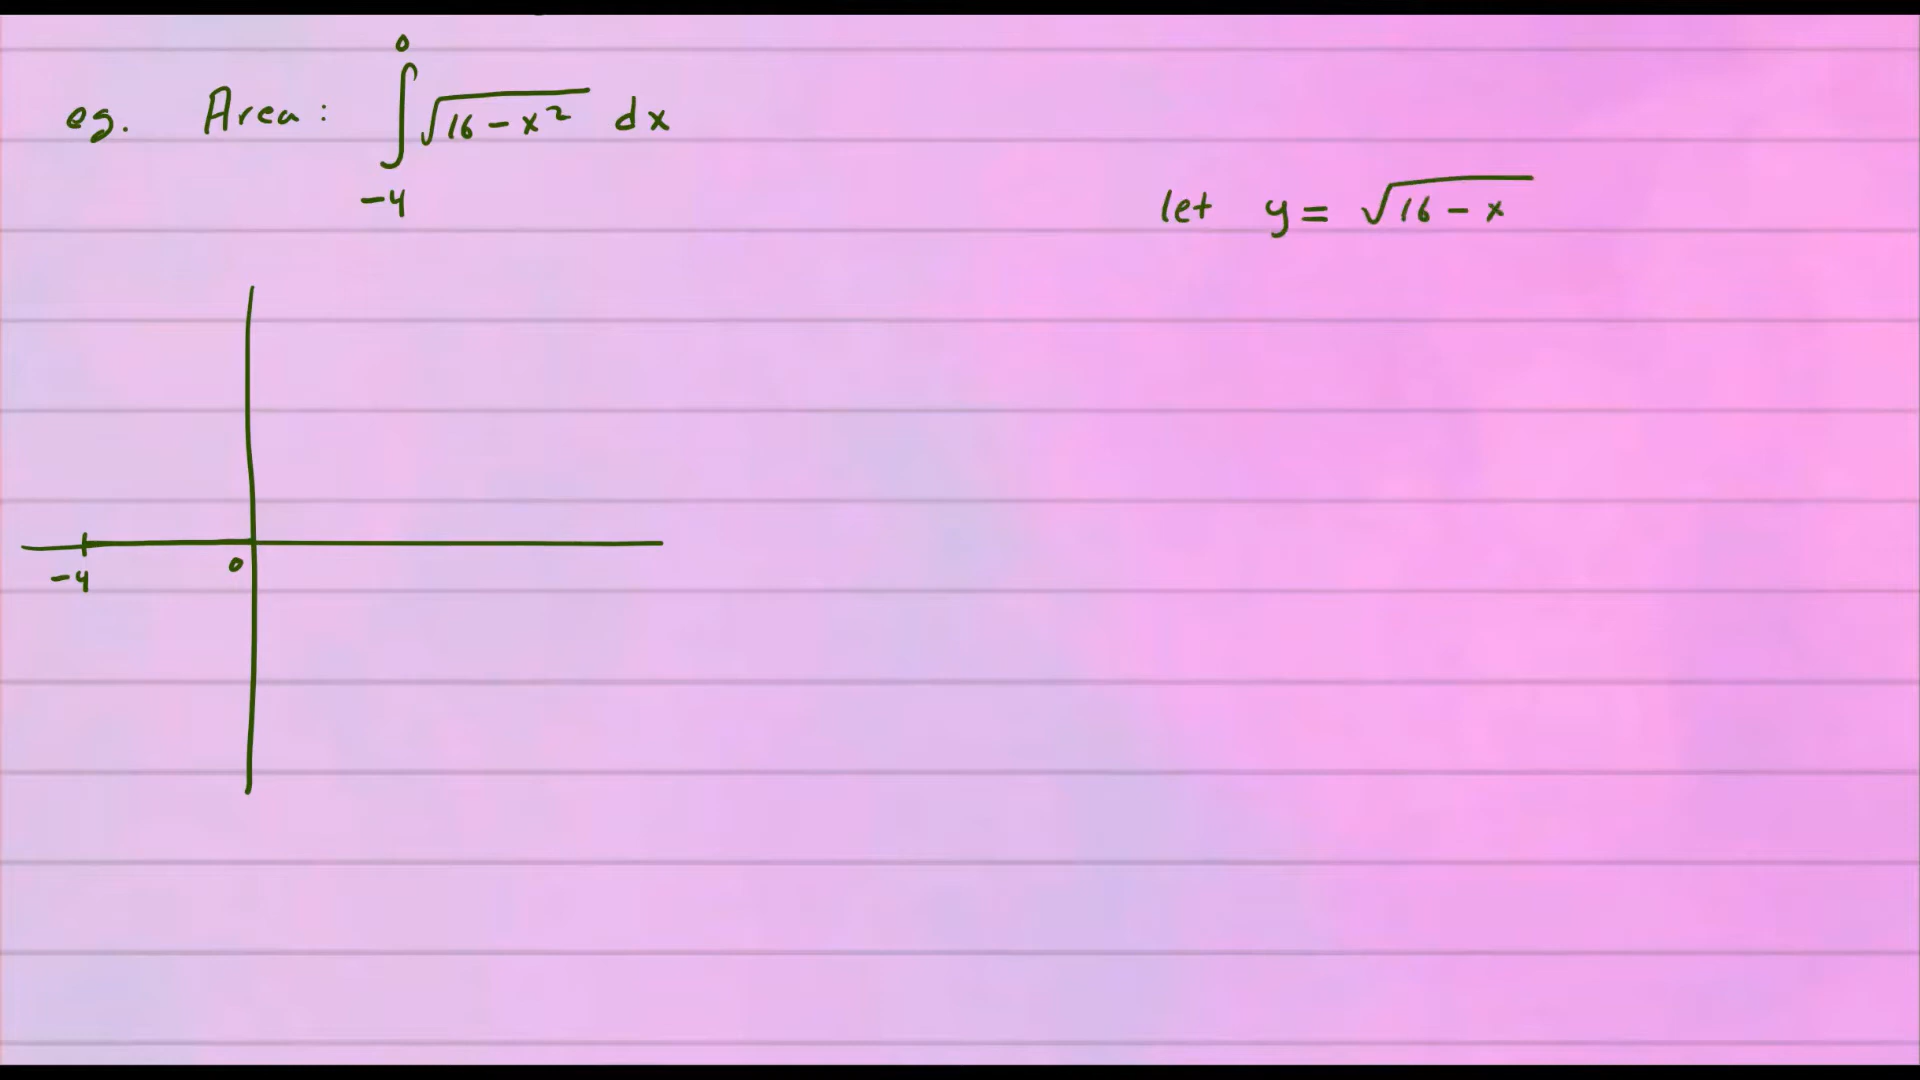 eg. Area: ∫_{-4}^{0} √(16 - x²) dx
let y = √(16 - x)
-4 0